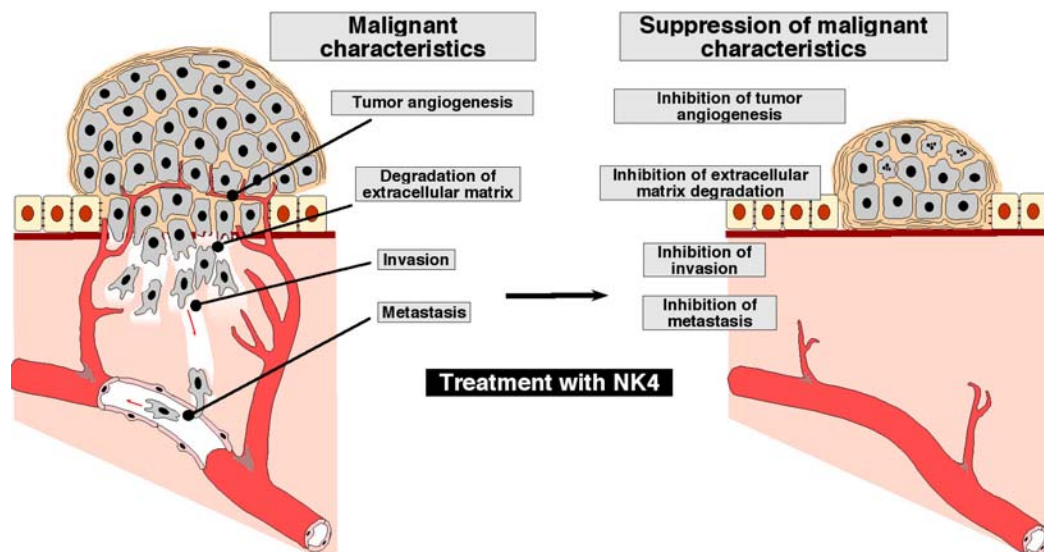 Malignant
characteristics
Tumor angiogenesis
Degradation of
extracellular matrix
Invasion
Metastasis
Treatment with NK4
Suppression of malignant
characteristics
Inhibition of tumor
angiogenesis
Inhibition of extracellular
matrix degradation
Inhibition of
invasion
Inhibition of
metastasis